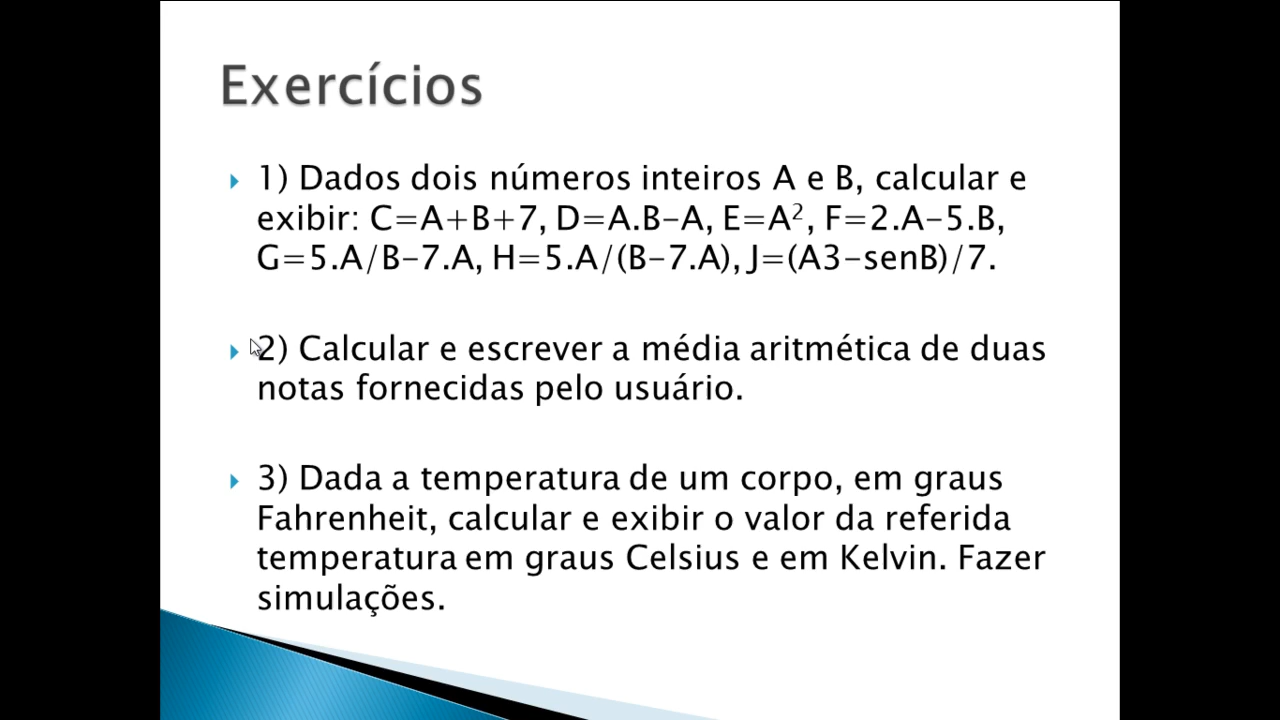 Exercícios
1) Dados dois números inteiros A e B, calcular e
exibir: C=A+B+7, D=A.B-A, E=A², F=2.A-5.B,
G=5.A/B-7.A, H=5.A/(B-7.A), J=(A3-senB)/7.
2) Calcular e escrever a média aritmética de duas
notas fornecidas pelo usuário.
3) Dada a temperatura de um corpo, em graus
Fahrenheit, calcular e exibir o valor da referida
temperatura em graus Celsius e em Kelvin. Fazer
simulações.